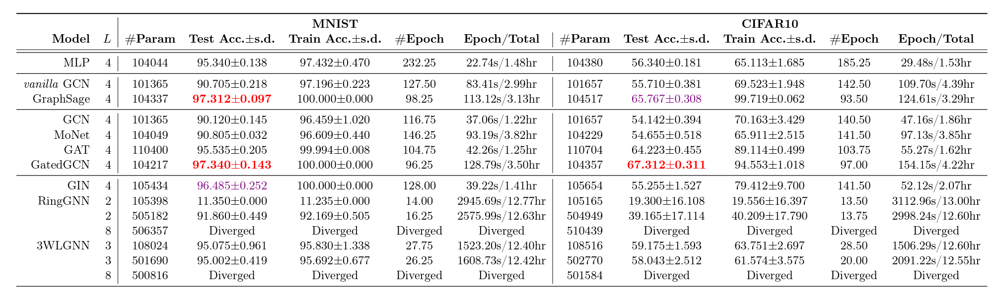 MNIST CIFAR10
Model L #Param Test Acc.±s.d. Train Acc.±s.d. #Epoch Epoch/Total #Param Test Acc.±s.d. Train Acc.±s.d. #Epoch Epoch/Total
MLP 4 104044 95.340±0.138 97.432±0.470 232.25 22.74s/1.48hr 104380 56.340±0.181 65.113±1.685 185.25 29.48s/1.53hr
vanilla GCN 4 101365 90.705±0.218 97.196±0.223 127.50 83.41s/2.99hr 101657 55.710±0.381 69.523±1.948 142.50 109.70s/4.39hr
GraphSage 4 104337 97.312±0.097 100.000±0.000 98.25 113.12s/3.13hr 104517 65.767±0.308 99.719±0.062 93.50 124.61s/3.29hr
GCN 4 101365 90.120±0.145 96.459±1.020 116.75 37.06s/1.22hr 101657 54.142±0.394 70.163±3.429 140.50 47.16s/1.86hr
MoNet 4 104049 90.805±0.032 96.609±0.440 146.25 93.19s/3.82hr 104229 54.655±0.518 65.911±2.515 141.50 97.13s/3.85hr
GAT 4 110400 95.535±0.205 99.994±0.008 104.75 42.26s/1.25hr 110704 64.223±0.455 89.114±0.499 103.75 55.27s/1.62hr
GatedGCN 4 104217 97.340±0.143 100.000±0.000 96.25 128.79s/3.50hr 104357 67.312±0.311 94.553±1.018 97.00 154.15s/4.22hr
GIN 4 105434 96.485±0.252 100.000±0.000 128.00 39.22s/1.41hr 105654 55.255±1.527 79.412±9.700 141.50 52.12s/2.07hr
RingGNN 2 105398 11.350±0.000 11.235±0.000 14.00 2945.69s/12.77hr 105165 19.300±16.108 19.556±16.397 13.50 3112.96s/13.00hr
2 505182 91.860±0.449 92.169±0.505 16.25 2575.99s/12.63hr 504949 39.165±17.114 40.209±17.790 13.75 2998.24s/12.60hr
8 506357 Diverged Diverged Diverged Diverged 510439 Diverged Diverged Diverged Diverged
3WLGNN 3 108024 95.075±0.961 95.830±1.338 27.75 1523.20s/12.40hr 108516 59.175±1.593 63.751±2.697 28.50 1506.29s/12.60hr
3 501690 95.002±0.419 95.692±0.677 26.25 1608.73s/12.42hr 502770 58.043±2.512 61.574±3.575 20.00 2091.22s/12.55hr
8 500816 Diverged Diverged Diverged Diverged 501584 Diverged Diverged Diverged Diverged